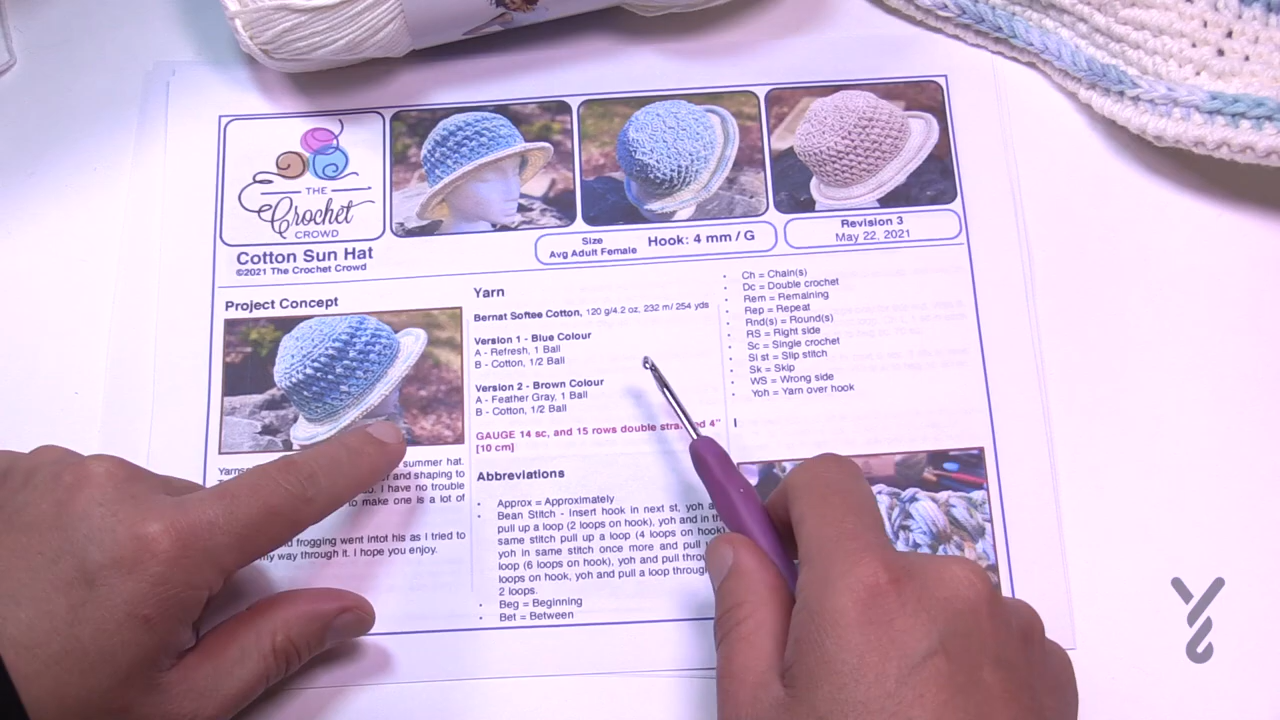 THE
Crochet
CROWD
Cotton Sun Hat
©2021 The Crochet Crowd
Size
Avg Adult Female
Hook: 4 mm / G
Revision 3
May 22, 2021
Project Concept
summer hat.
and shaping to
I have no trouble
to make one is a lot of
frogging went intot his as I tried to
my way through it. I hope you enjoy.
Yarn
Bernat Softee Cotton, 120 g/4.2 oz, 232 m/ 254 yds
Version 1 - Blue Colour
A - Refresh, 1 Ball
B - Cotton, 1/2 Ball
Version 2 - Brown Colour
A - Feather Gray, 1 Ball
B - Cotton, 1/2 Ball
GAUGE 14 sc, and 15 rows double 4"
[10 cm]
Abbreviations
• Approx = Approximately
• Bean Stitch - Insert hook in next st, yoh
pull up a loop (2 loops on hook), yoh and in
same stitch pull up a loop (4 loops on hook)
yoh in same stitch once more and pull
loop (6 loops on hook), yoh and pull
loops on hook, yoh and pull a loop
2 loops.
• Beg = Beginning
• Bet = Between
• Ch = Chain(s)
• Dc = Double crochet
• Rem = Remaining
• Rep = Repeat
• Rnd(s) = Round(s)
• RS = Right side
• Sc = Single crochet
• Sl st = Slip stitch
• Sk = Skip
• WS = Wrong side
• Yoh = Yarn over hook